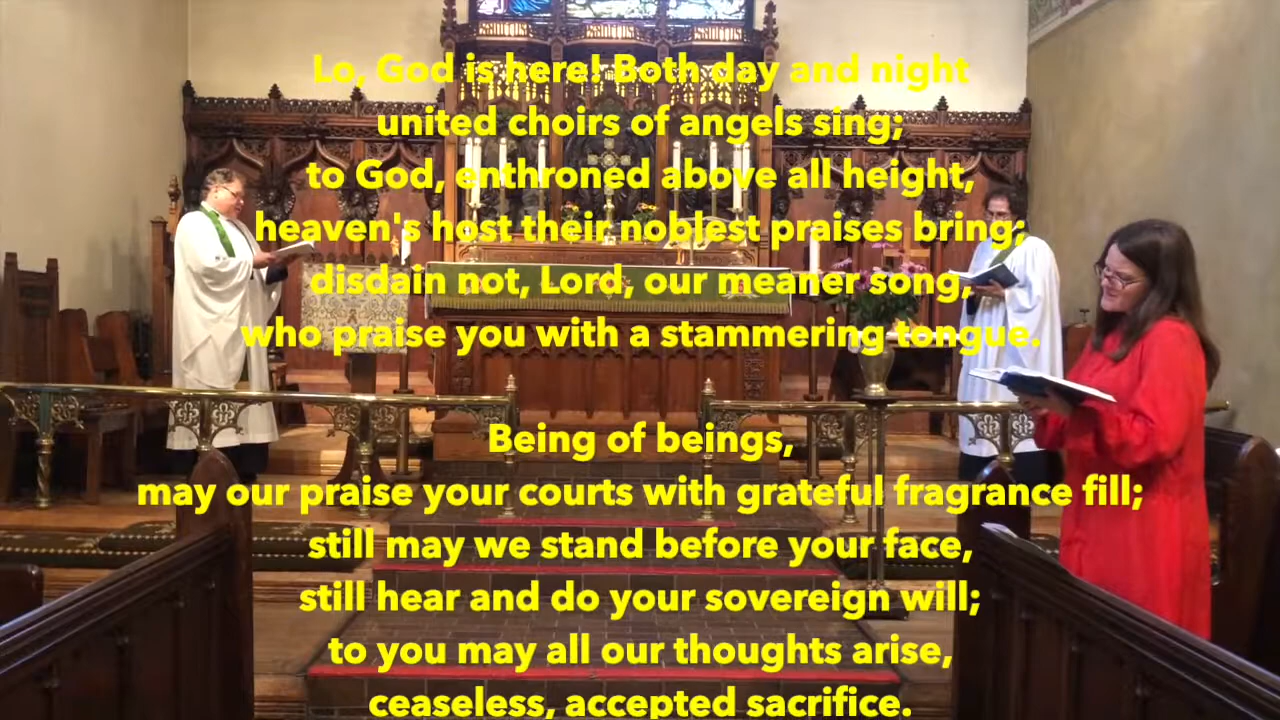 SANCTUS SANCTUS SANCTUS
Lo, God is here! Both day and night
united choirs of angels sing;
to God, enthroned above all height,
heaven's host their noblest praises bring;
disdain not, Lord, our meaner song,
who praise you with a stammering tongue.
Being of beings,
may our praise your courts with grateful fragrance fill;
still may we stand before your face,
still hear and do your sovereign will;
to you may all our thoughts arise,
ceaseless, accepted sacrifice.